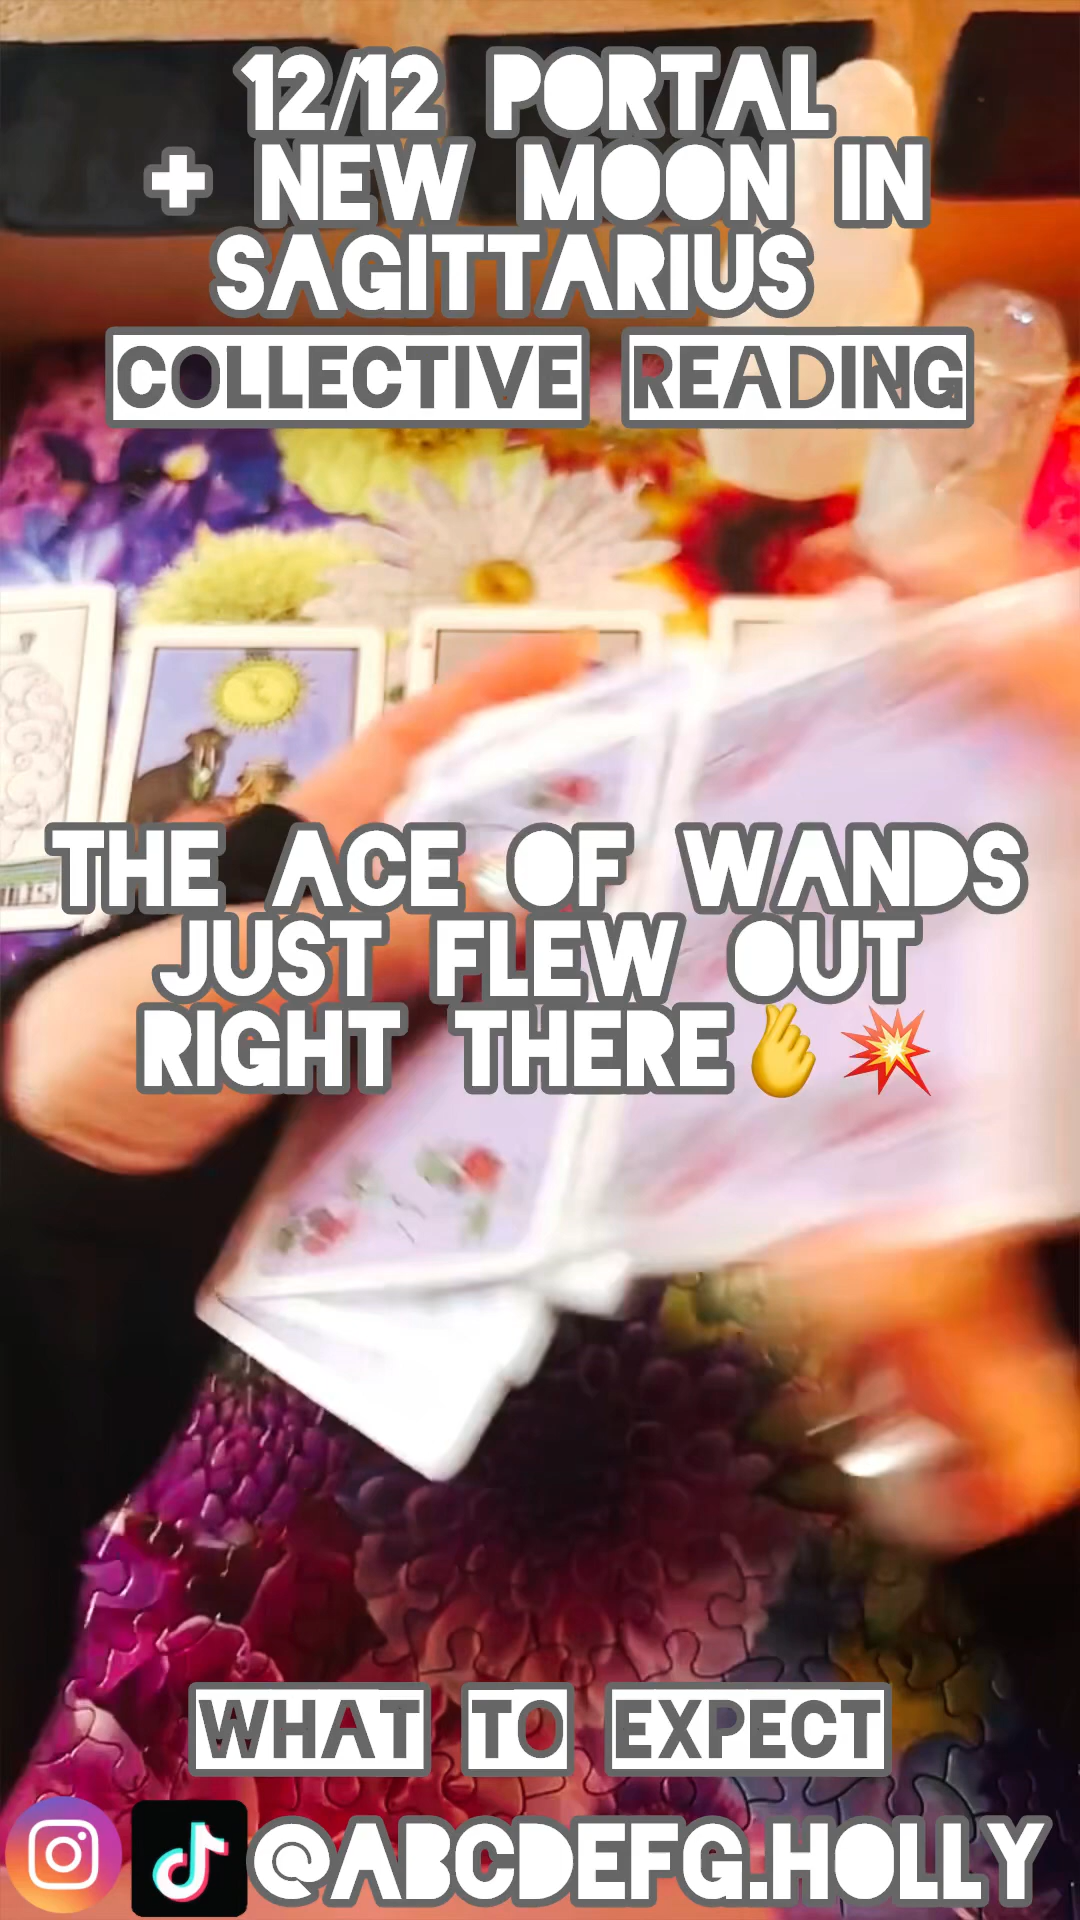 12/12 PORTAL
+ NEW MOON IN
SAGITTARIUS
COLLECTIVE READING
THE ACE OF WANDS
JUST FLEW OUT
RIGHT THERE🫰💥
WHAT TO EXPECT
@ABCDEFG.HOLLY